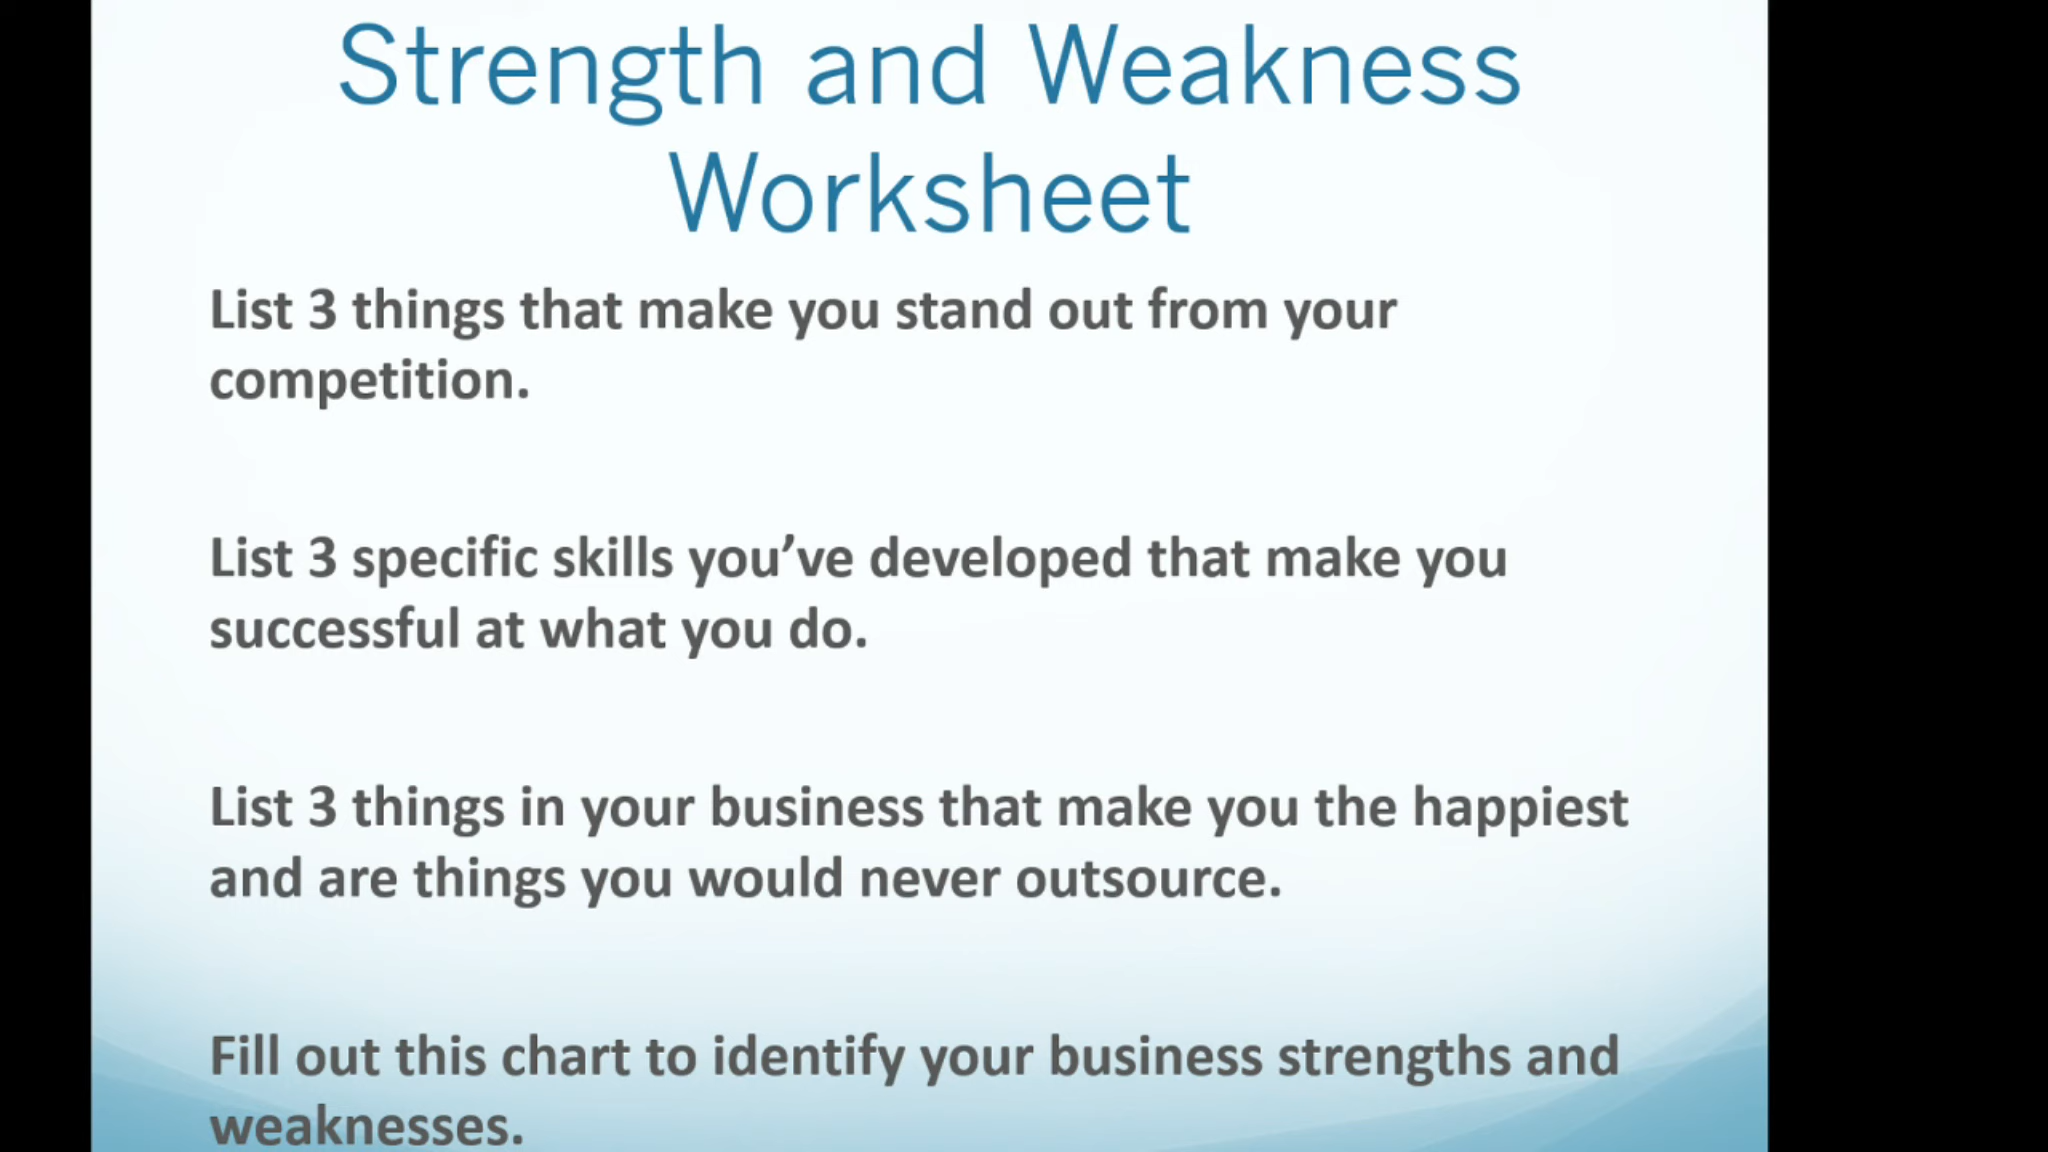 Strength and Weakness
Worksheet
List 3 things that make you stand out from your
competition.
List 3 specific skills you’ve developed that make you
successful at what you do.
List 3 things in your business that make you the happiest
and are things you would never outsource.
Fill out this chart to identify your business strengths and
weaknesses.